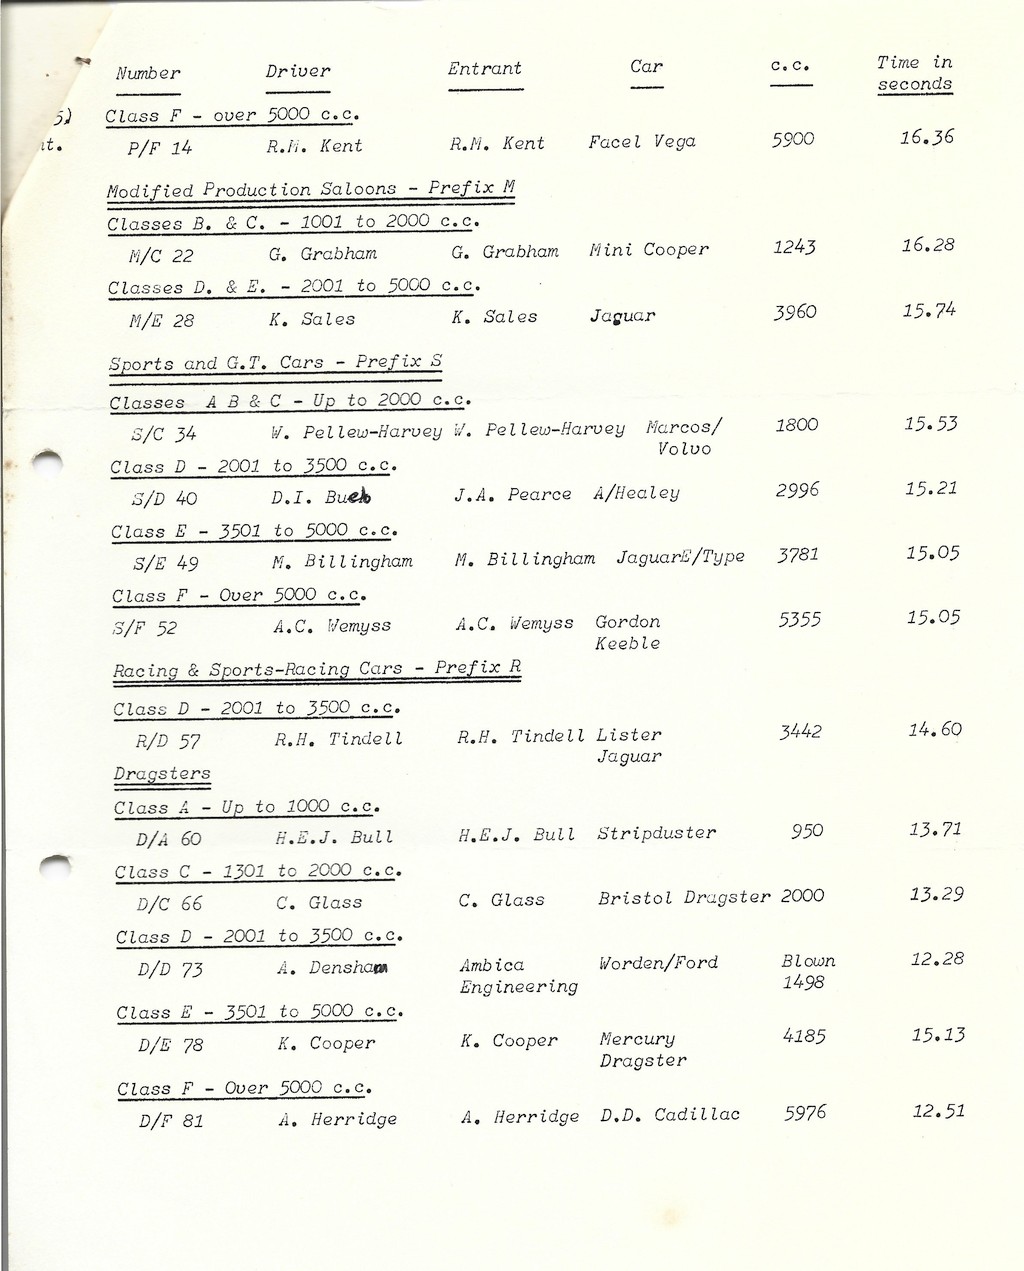 Number Driver Entrant Car c.c. Time in seconds
5) Class F - over 5000 c.c.
P/F 14 R.M. Kent R.M. Kent Facel Vega 5900 16.36
Modified Production Saloons - Prefix M
Classes B. & C. - 1001 to 2000 c.c.
M/C 22 G. Grabham G. Grabham Mini Cooper 1243 16.28
Classes D. & E. - 2001 to 5000 c.c.
M/E 28 K. Sales K. Sales Jaguar 3960 15.74
Sports and G.T. Cars - Prefix S
Classes A B & C - Up to 2000 c.c.
S/C 34 W. Pellew-Harvey W. Pellew-Harvey Marcos/ 1800 15.53
Volvo
Class D - 2001 to 3500 c.c.
S/D 40 D.I. J.A. Pearce A/Healey 2996 15.21
Class E - 3501 to 5000 c.c.
S/E 49 M. Billingham M. Billingham JaguarE/Type 3781 15.05
Class F - Over 5000 c.c.
S/F 52 A.C. Wemyss A.C. Wemyss Gordon 5355 15.05
Keeble
Racing & Sports-Racing Cars - Prefix R
Class D - 2001 to 3500 c.c.
R/D 57 R.H. Tindell R.H. Tindell Lister 3442 14.60
Jaguar
Dragsters
Class A - Up to 1000 c.c.
D/A 60 H.E.J. Bull H.E.J. Bull Stripduster 950 13.71
Class C - 1301 to 2000 c.c.
D/C 66 C. Glass C. Glass Bristol Dragster 2000 13.29
Class D - 2001 to 3500 c.c.
D/D 73 A. Densham Ambica Worden/Ford Blown 12.28
Engineering 1498
Class E - 3501 to 5000 c.c.
D/E 78 K. Cooper K. Cooper Mercury 4185 15.13
Dragster
Class F - Over 5000 c.c.
D/F 81 A. Herridge A. Herridge D.D. Cadillac 5976 12.51